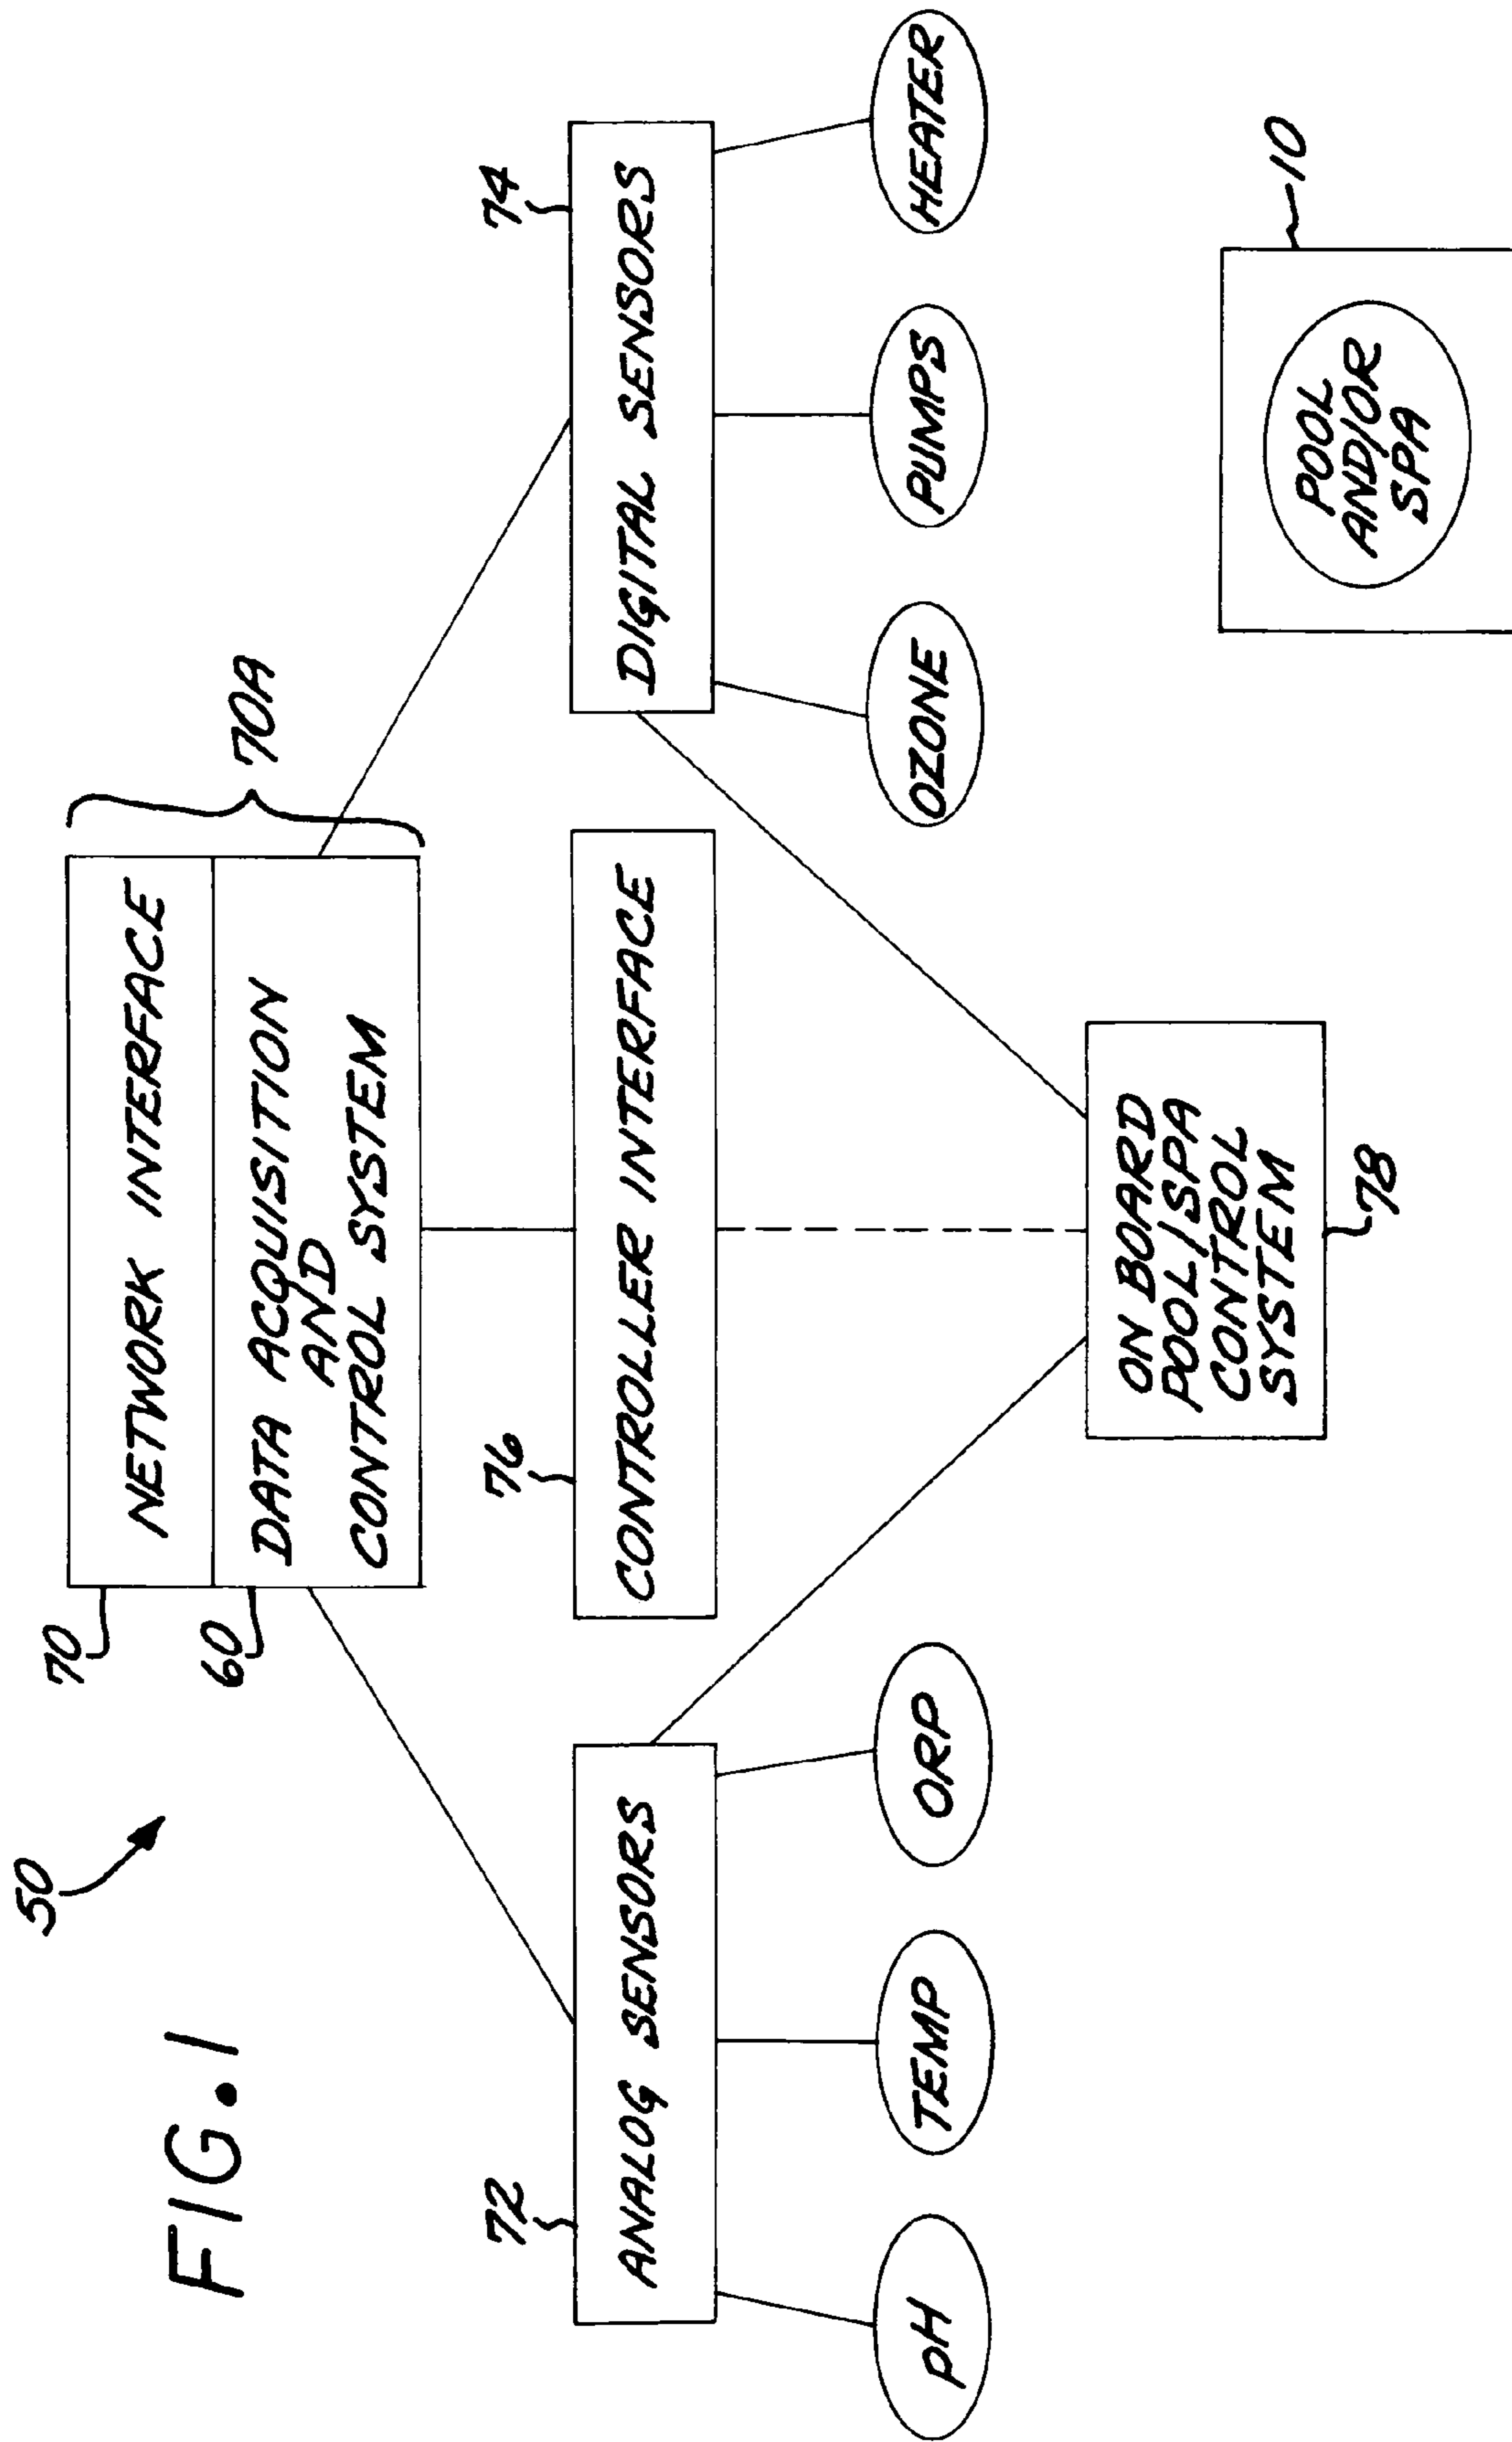 FIG. 1
50
70
NETWORK INTERFACE
60
DATA ACQUISITION
AND
CONTROL SYSTEM
70A
72
ANALOG SENSORS
76
CONTROLLER INTERFACE
74
DIGITAL SENSORS
pH
TEMP
ORP
OZONE
PUMPS
HEATER
ON BOARD
POOL/SPA
CONTROL
SYSTEM
78
10
POOL
AND/OR
SPA